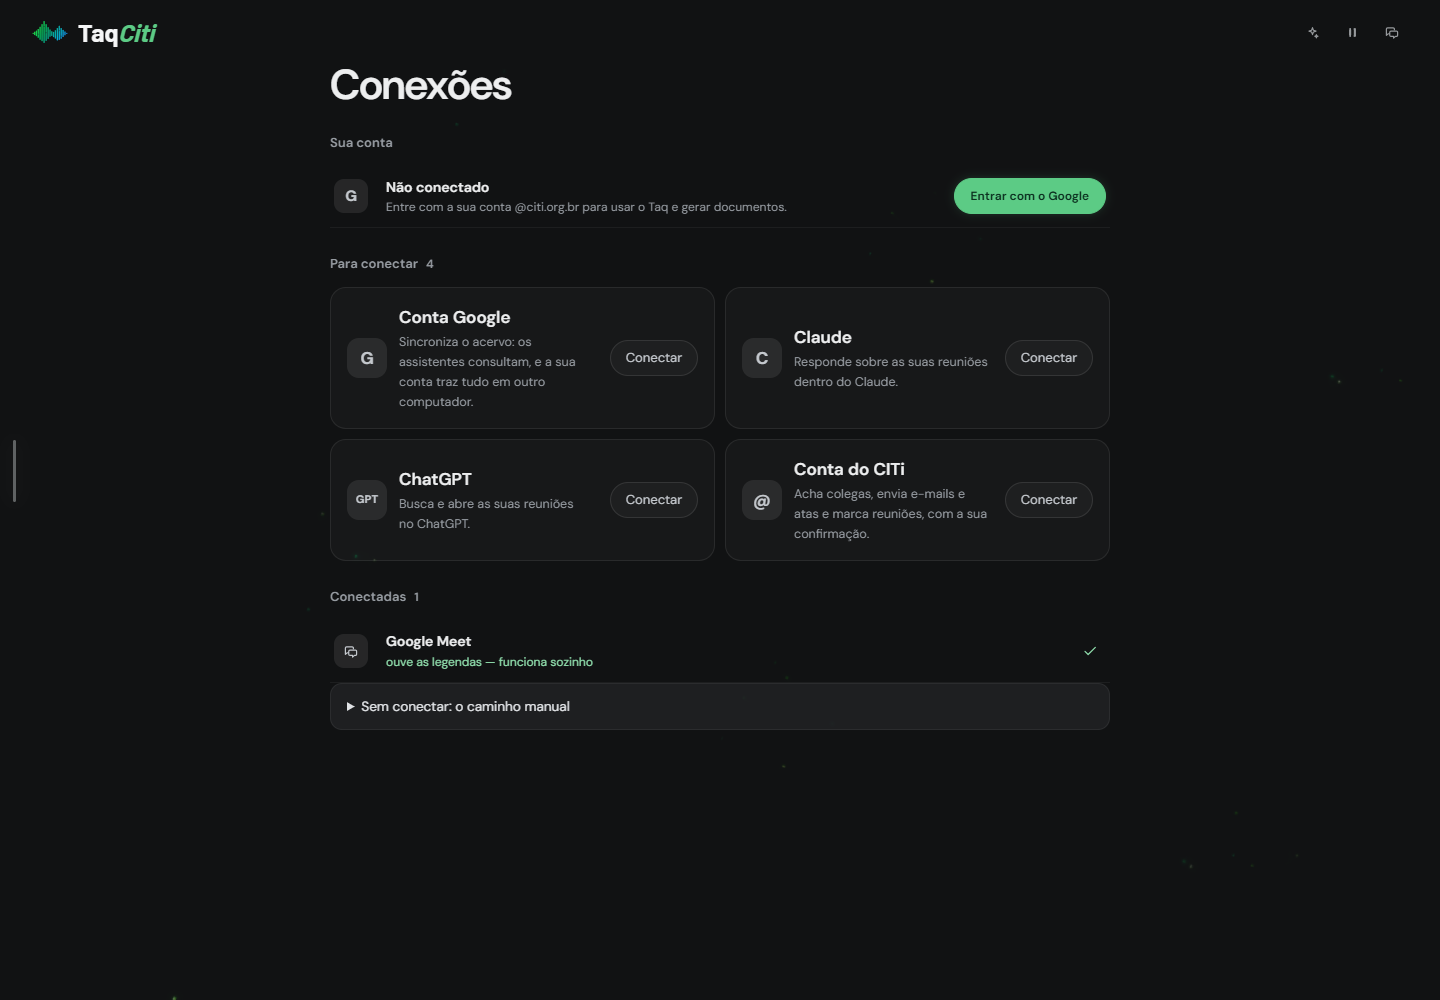 TaqCiti
Conexões
Sua conta
G
Não conectado
Entre com a sua conta @citi.org.br para usar o Taq e gerar documentos.
Entrar com o Google
Para conectar 4
G
Conta Google
Sincroniza o acervo: os
assistentes consultam, e a sua
conta traz tudo em outro
computador.
Conectar
C
Claude
Responde sobre as suas reuniões
dentro do Claude.
Conectar
GPT
ChatGPT
Busca e abre as suas reuniões
no ChatGPT.
Conectar
@
Conta do CITi
Acha colegas, envia e-mails e
atas e marca reuniões, com a sua
confirmação.
Conectar
Conectadas 1
Google Meet
ouve as legendas — funciona sozinho
Sem conectar: o caminho manual